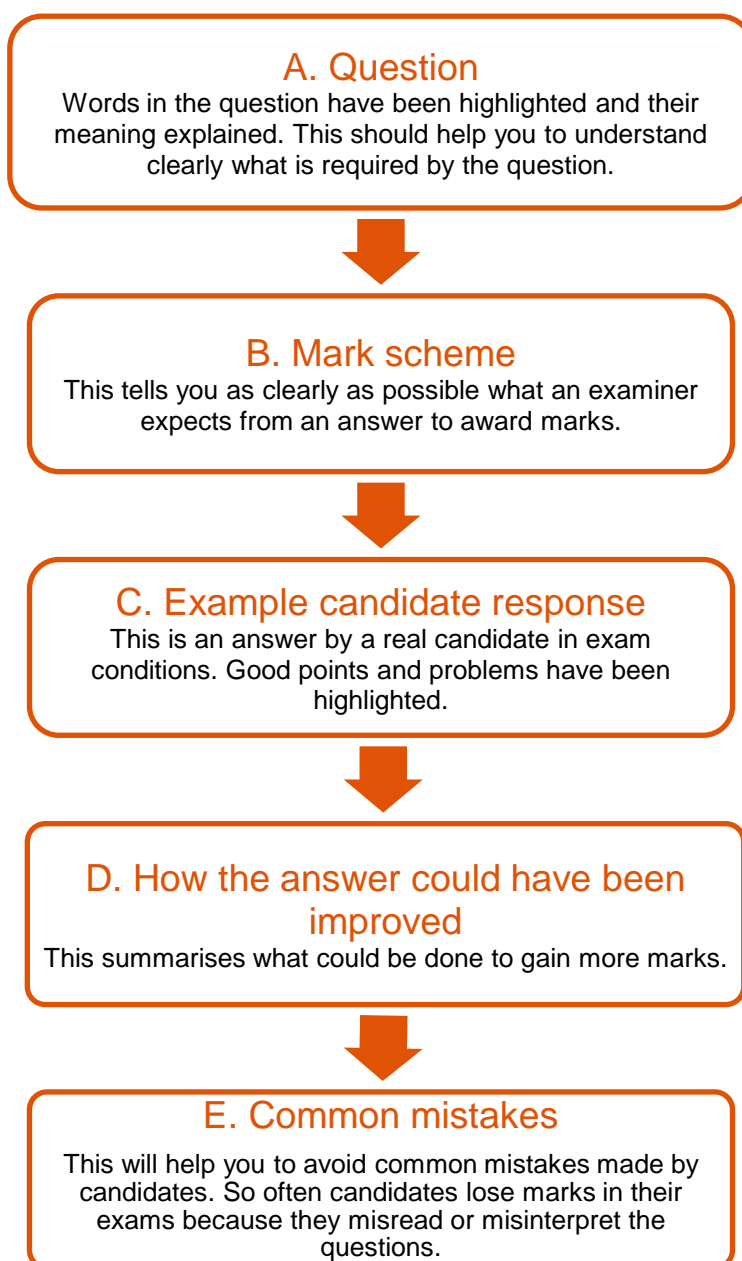 A. Question
Words in the question have been highlighted and their
meaning explained. This should help you to understand
clearly what is required by the question.
B. Mark scheme
This tells you as clearly as possible what an examiner
expects from an answer to award marks.
C. Example candidate response
This is an answer by a real candidate in exam
conditions. Good points and problems have been
highlighted.
D. How the answer could have been
improved
This summarises what could be done to gain more marks.
E. Common mistakes
This will help you to avoid common mistakes made by
candidates. So often candidates lose marks in their
exams because they misread or misinterpret the
questions.